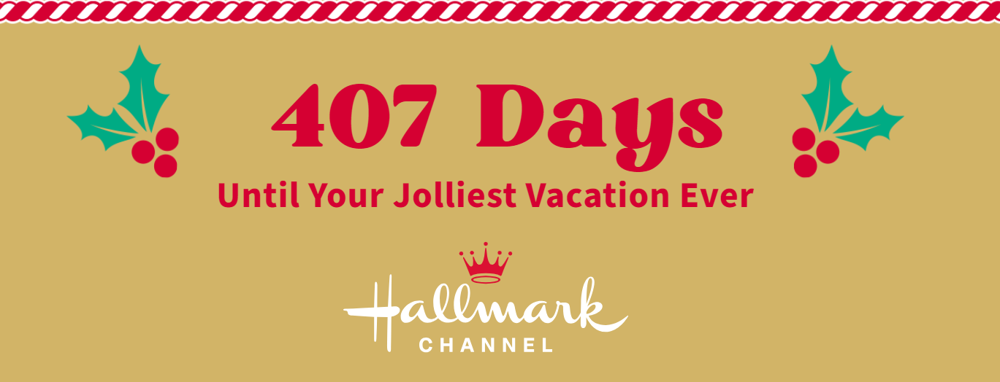 407 Days
Until Your Jolliest Vacation Ever
Hallmark
CHANNEL